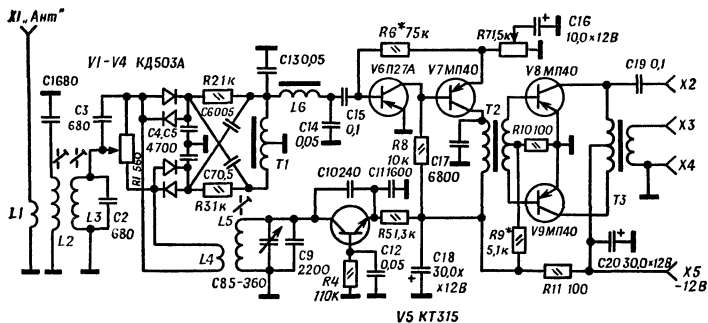 X1 „Ант"
V1-V4 КД503А
C1 680
C3
680
R1 560
C4, C5
4700
R2 1к
C6 005
C7 0,5
R3 1к
C13 0,05
L6
T1
C14
0,05
C15
0,1
R6* 75к
V6 П27А
V7 МП40
R7 1,5к
C16
10,0×12В
V8 МП40
C19 0,1
X2
X3
X4
T2
R8
10к
C17
6800
R10 100
T3
V9 МП40
R9*
5,1к
R11 100
C20 30,0×12В
X5
-12В
L1
L2
L3
C2
680
L4
L5
C8 5-360
C9
2200
C10 240
C11 1600
R5 1,3к
R4
110К
C12
0,05
C18
30,0×
×12В
V5 КТ315